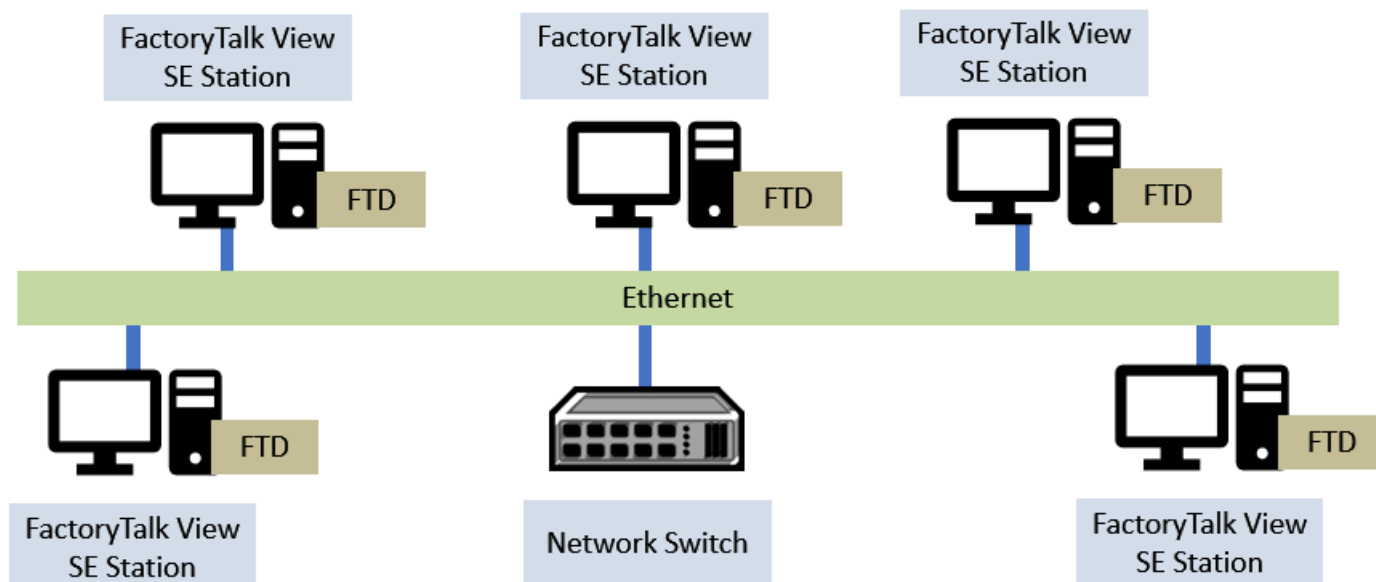 FactoryTalk View
SE Station
FactoryTalk View
SE Station
FactoryTalk View
SE Station
FTD
FTD
FTD
Ethernet
FTD
FTD
FactoryTalk View
SE Station
Network Switch
FactoryTalk View
SE Station